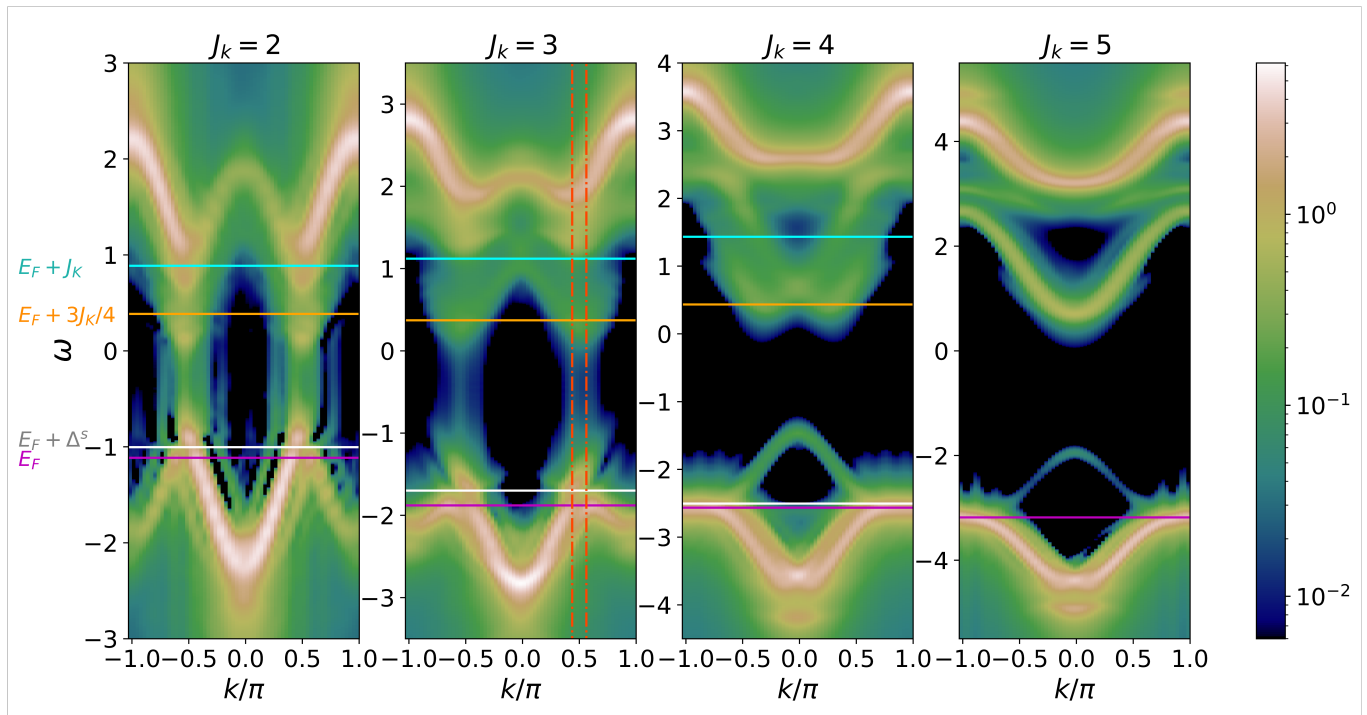 J_k = 2
J_k = 3
J_k = 4
J_k = 5
3
2
1
0
−1
−2
−3
3
2
1
0
−1
−2
−3
4
3
2
1
0
−1
−2
−3
−4
4
2
0
−2
−4
E_F + J_K
E_F + 3J_K/4
ω
E_F + Δ^s
E_F
10^0
10^{-1}
10^{-2}
−1.0 −0.5 0.0 0.5 1.0
−1.0 −0.5 0.0 0.5 1.0
−1.0 −0.5 0.0 0.5 1.0
−1.0 −0.5 0.0 0.5 1.0
k/π
k/π
k/π
k/π